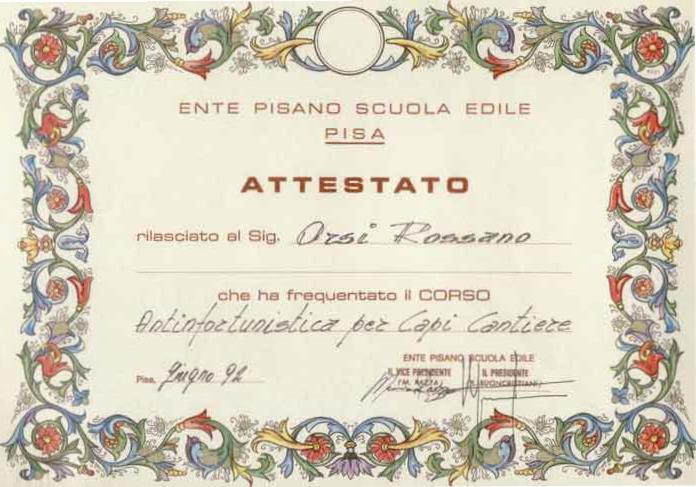 ENTE PISANO SCUOLA EDILE
PISA
ATTESTATO
rilasciato al Sig. Orsi Rossano
che ha frequentato il CORSO
Antinfortunistica per Capi Cantiere
Pisa, Giugno 92
ENTE PISANO SCUOLA EDILE
IL VICE PRESIDENTE IL PRESIDENTE